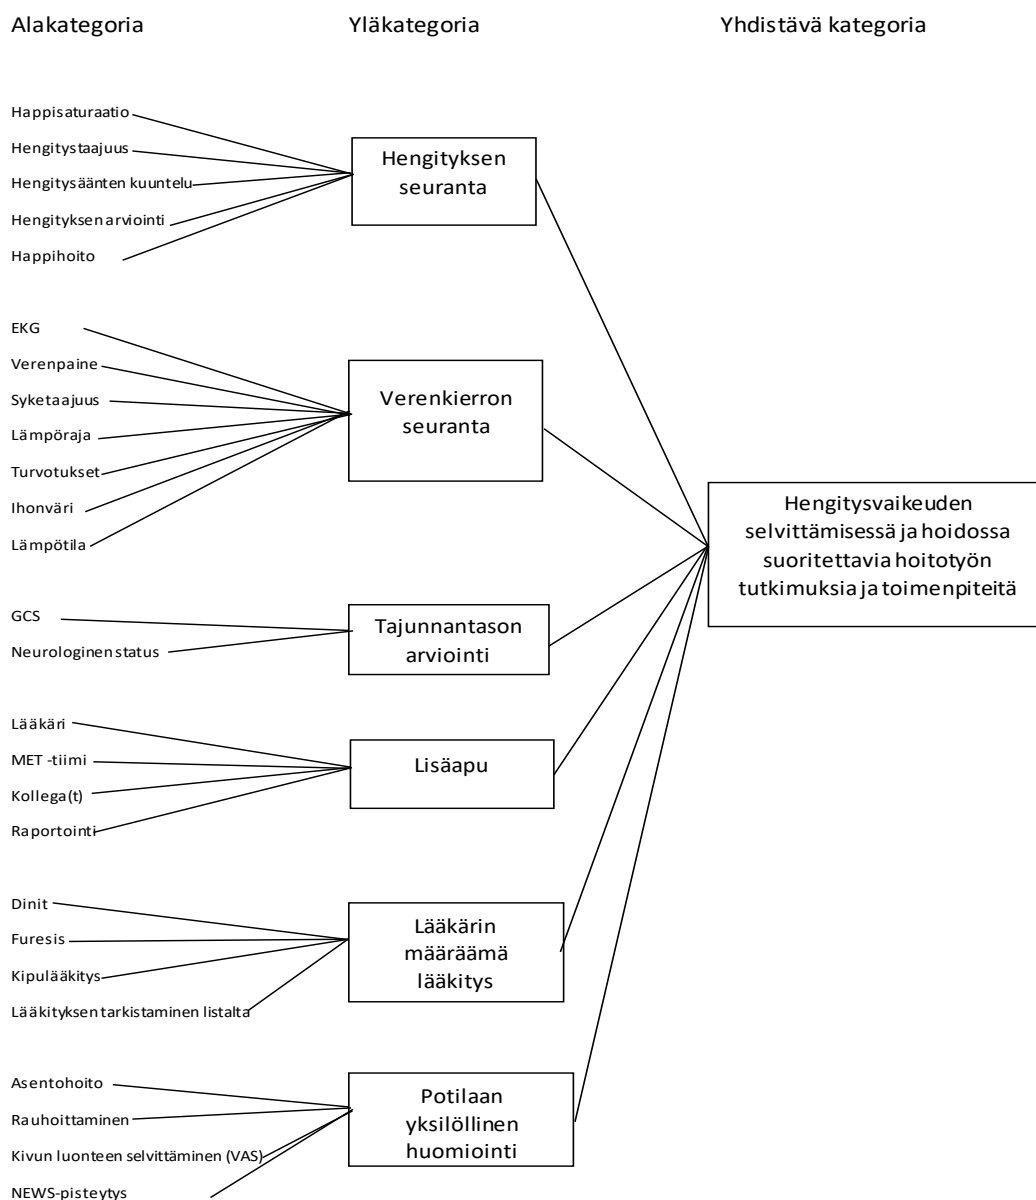 Alakategoria Yläkategoria Yhdistävä kategoria
Happisaturaatio
Hengitystaajuus
Hengitysäänten kuuntelu
Hengityksen arviointi
Happihoito
Hengityksen
seuranta
EKG
Verenpaine
Syketaajuus
Lämpöraja
Turvotukset
Ihonväri
Lämpötila
Verenkierron
seuranta
GCS
Neurologinen status
Tajunnantason
arviointi
Lääkäri
MET -tiimi
Kollega(t)
Raportointi
Lisäapu
Dinit
Furesis
Kipulääkitys
Lääkityksen tarkistaminen listalta
Lääkärin
määräämä
lääkitys
Asentohoito
Rauhoittaminen
Kivun luonteen selvittäminen (VAS)
NEWS-pisteytys
Potilaan
yksilöllinen
huomiointi
Hengitysvaikeuden
selvittämisessä ja hoidossa
suoritettavia hoitotyön
tutkimuksia ja toimenpiteitä